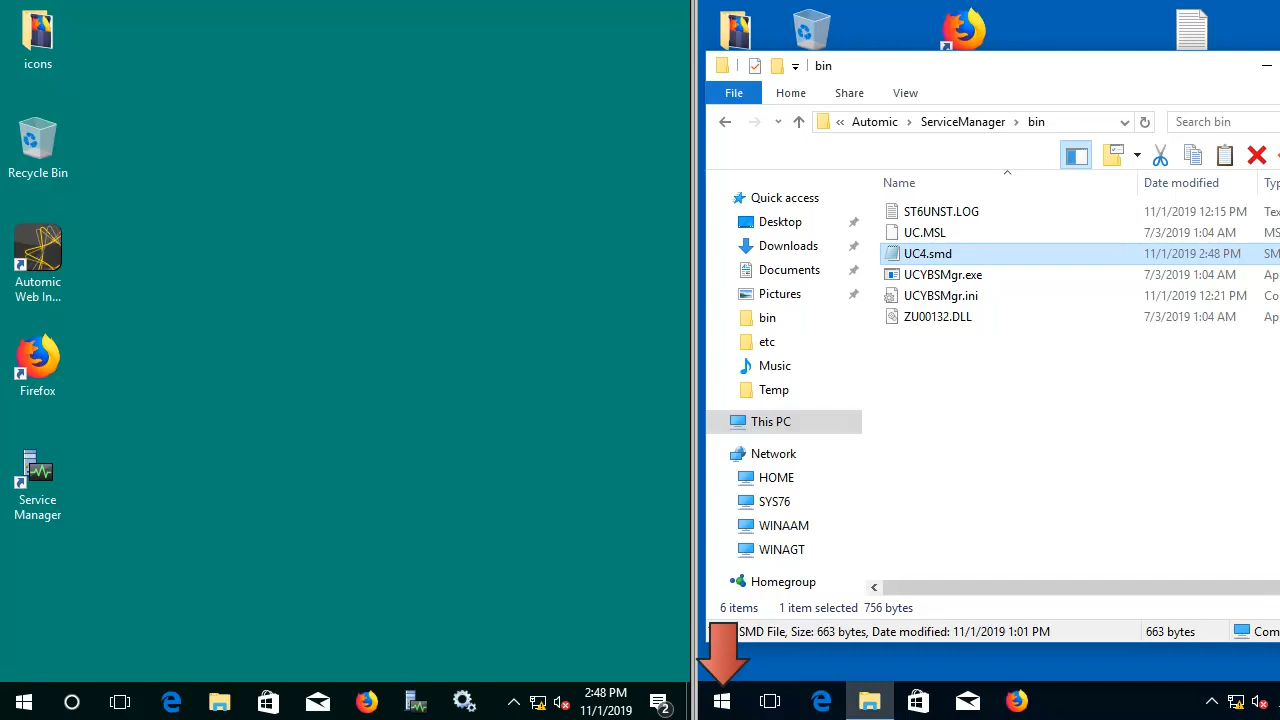 icons
Recycle Bin
Automic
Web In...
Firefox
Service
Manager
2:48 PM
11/1/2019
2
bin
File
Home
Share
View
« Automic > ServiceManager > bin
Search bin
Name
Date modified
Quick access
Desktop
Downloads
Documents
Pictures
bin
etc
Music
Temp
This PC
Network
HOME
SYS76
WINAAM
WINAGT
Homegroup
ST6UNST.LOG 11/1/2019 12:15 PM Tex
UC.MSL 7/3/2019 1:04 AM MS
UC4.smd 11/1/2019 2:48 PM SM
UCYBSMgr.exe 7/3/2019 1:04 AM Ap
UCYBSMgr.ini 11/1/2019 12:21 PM Co
ZU00132.DLL 7/3/2019 1:04 AM Ap
6 items 1 item selected 756 bytes
SMD File, Size: 663 bytes, Date modified: 11/1/2019 1:01 PM
663 bytes
Com